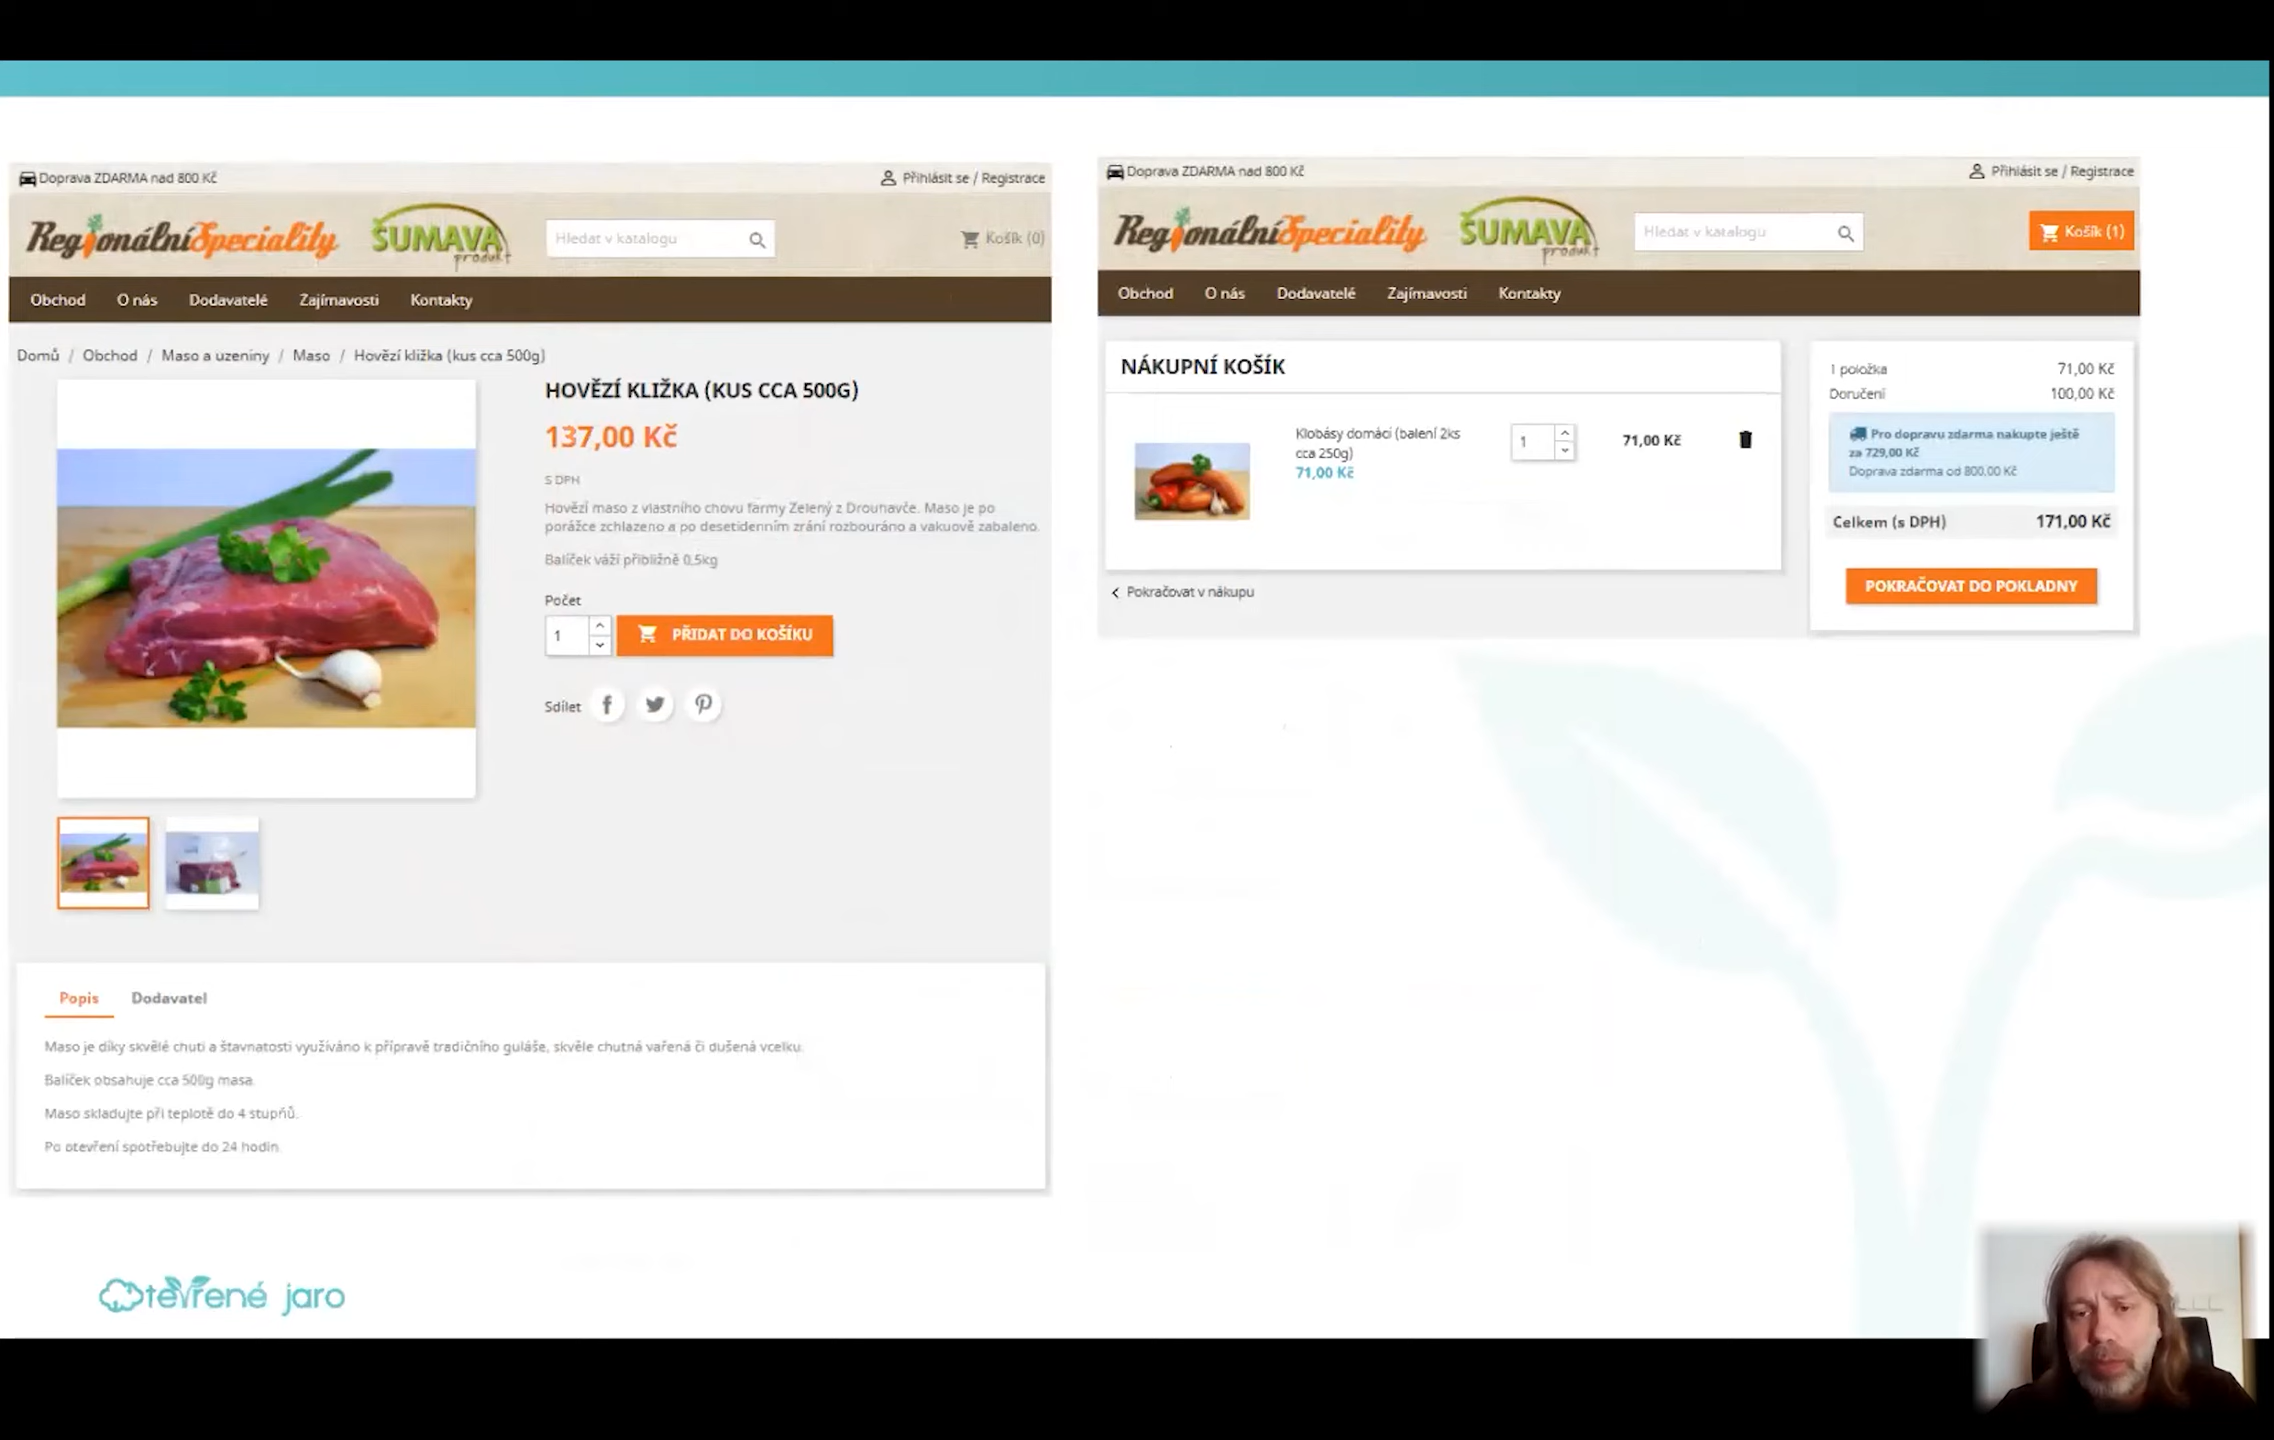 Doprava ZDARMA nad 800 Kč
Přihlásit se / Registrace
RegionálníSpeciality
ŠUMAVA
produkt
Hledat v katalogu
Košík (0)
Obchod O nás Dodavatelé Zajímavosti Kontakty
Domů / Obchod / Maso a uzeniny / Maso / Hovězí kližka (kus cca 500g)
HOVĚZÍ KLIŽKA (KUS CCA 500G)
137,00 Kč
S DPH
Hovězí maso z vlastního chovu farmy Zelený z Drounavče. Maso je po
porážce zchlazeno a po desetidenním zrání rozbouráno a vakuově zabaleno.
Balíček váží přibližně 0,5kg
Počet
1
PŘIDAT DO KOŠÍKU
Sdílet
Popis Dodavatel
Maso je díky skvělé chuti a šťavnatosti využíváno k přípravě tradičního guláše, skvěle chutná vařená či dušená vcelku.
Balíček obsahuje cca 500g masa.
Maso skladujte při teplotě do 4 stupňů.
Po otevření spotřebujte do 24 hodin.
Doprava ZDARMA nad 800 Kč
Přihlásit se / Registrace
RegionálníSpeciality
ŠUMAVA
produkt
Hledat v katalogu
Košík (1)
Obchod O nás Dodavatelé Zajímavosti Kontakty
NÁKUPNÍ KOŠÍK
Klobásy domácí (balení 2ks
cca 250g)
71,00 Kč
1
71,00 Kč
Pokračovat v nákupu
1 položka 71,00 Kč
Doručení 100,00 Kč
Pro dopravu zdarma nakupte ještě
za 729,00 Kč
Doprava zdarma od 800,00 Kč
Celkem (s DPH) 171,00 Kč
POKRAČOVAT DO POKLADNY
Otevřené jaro